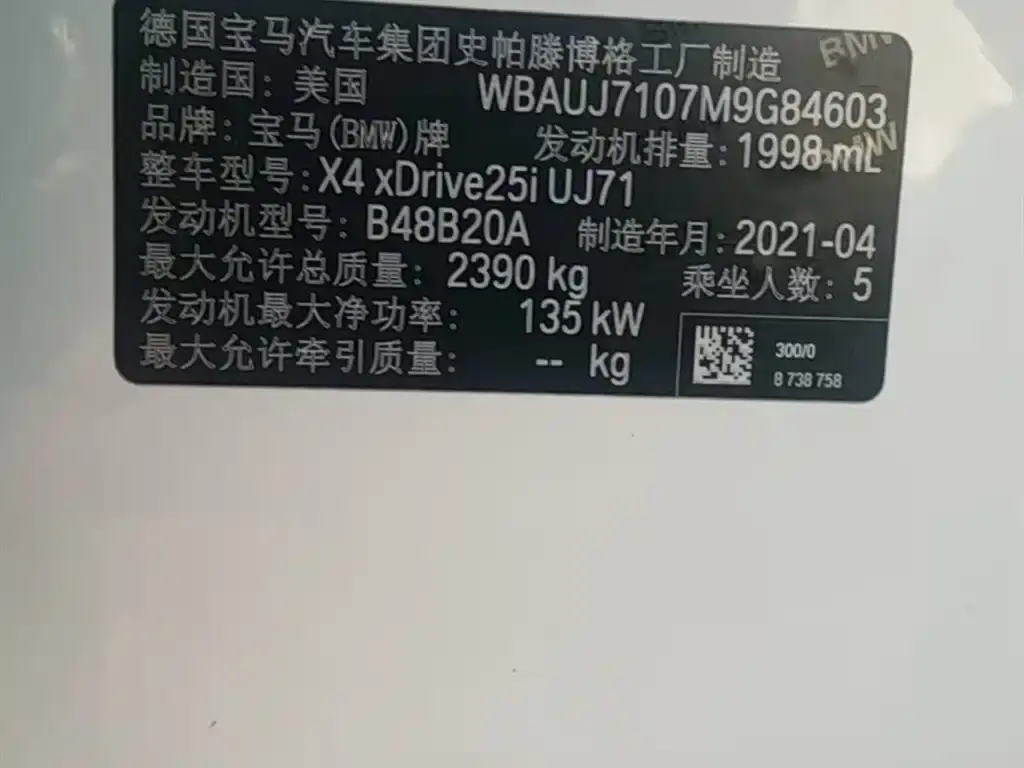 德国宝马汽车集团史帕滕博格工厂制造
BMW
制造国：美国 WBAUJ7107M9G84603
品牌：宝马(BMW)牌 发动机排量：1998 mL
BMW
整车型号：X4 xDrive25i UJ71
发动机型号：B48B20A 制造年月：2021-04
最大允许总质量：2390 kg 乘坐人数：5
发动机最大净功率：135 kW
最大允许牵引质量：-- kg
300/0
8 738 758